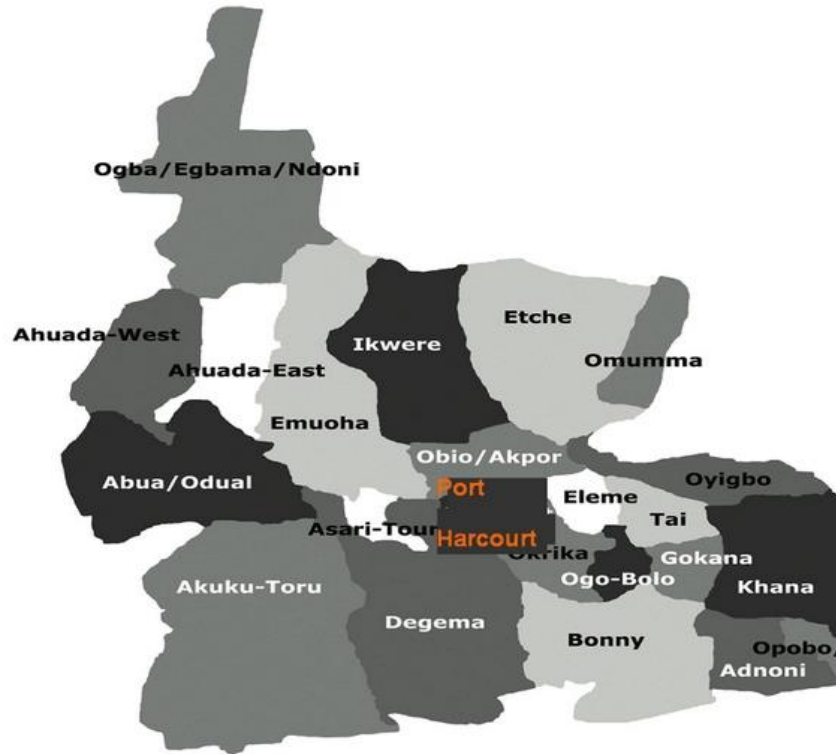 Ogba/Egbama/Ndoni
Etche
Ahuada-West
Ikwere
Omumma
Ahuada-East
Emuoha
Obio/Akpor
Oyigbo
Abua/Odual
Port
Eleme
Tai
Asari-Tour
Harcourt
Okrika
Gokana
Ogo-Bolo
Akuku-Toru
Khana
Degema
Bonny
Opobo/
Adnoni